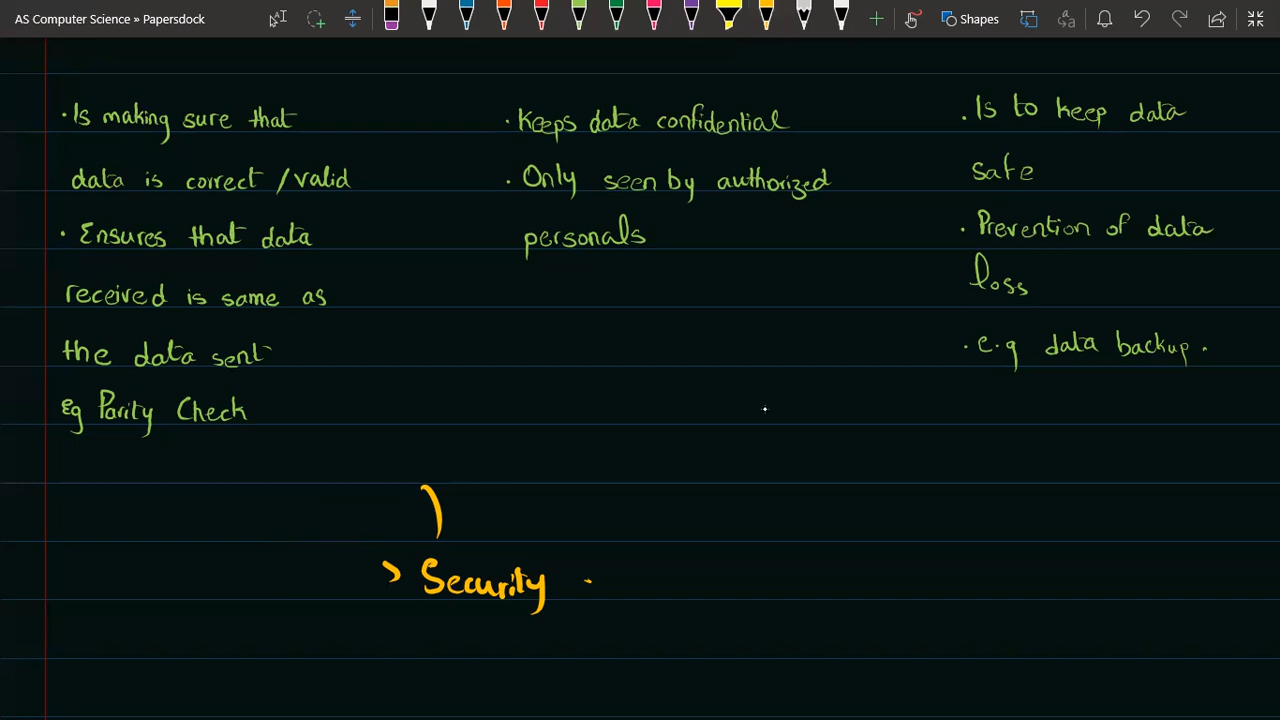 AS Computer Science » Papersdock
Shapes
· Is making sure that
data is correct / valid
· Ensures that data
received is same as
the data sent
Eg Parity Check
· Keeps data confidential
· Only seen by authorized
personals
· Is to keep data
safe
· Prevention of data
loss
· e.g data backup.
> Security -